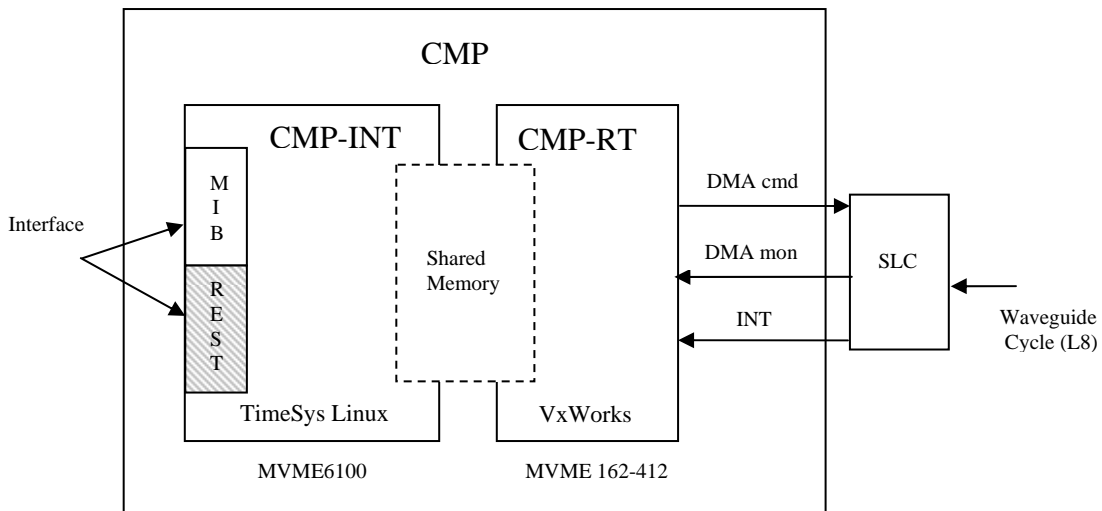 CMP
CMP-INT
CMP-RT
M
I
B
R
E
S
T
Interface
Shared
Memory
DMA cmd
DMA mon
INT
SLC
Waveguide
Cycle (L8)
TimeSys Linux
VxWorks
MVME6100
MVME 162-412